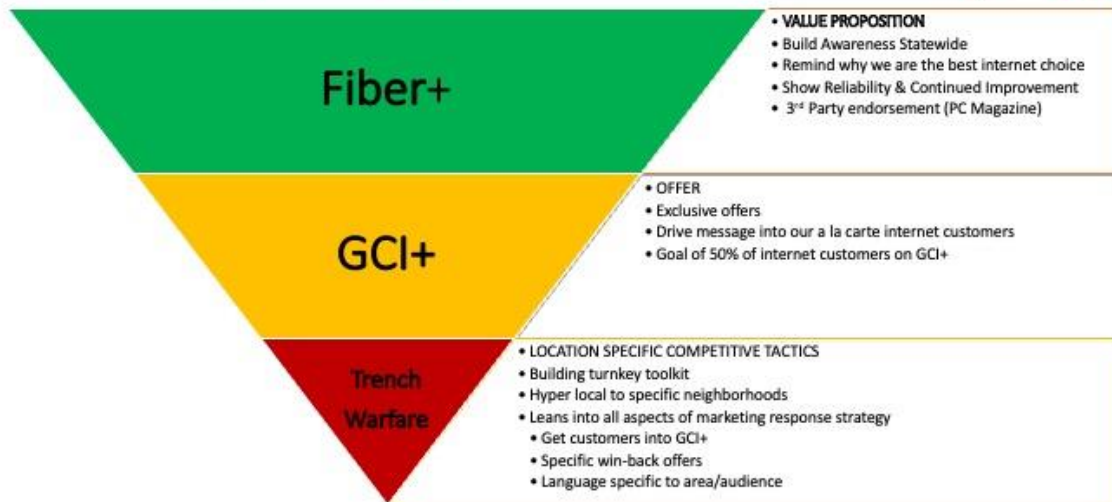 Fiber+
• VALUE PROPOSITION
• Build Awareness Statewide
• Remind why we are the best internet choice
• Show Reliability & Continued Improvement
• 3rd Party endorsement (PC Magazine)
GCI+
• OFFER
• Exclusive offers
• Drive message into our a la carte internet customers
• Goal of 50% of internet customers on GCI+
Trench
Warfare
• LOCATION SPECIFIC COMPETITIVE TACTICS
• Building turnkey toolkit
• Hyper local to specific neighborhoods
• Leans into all aspects of marketing response strategy
• Get customers into GCI+
• Specific win-back offers
• Language specific to area/audience